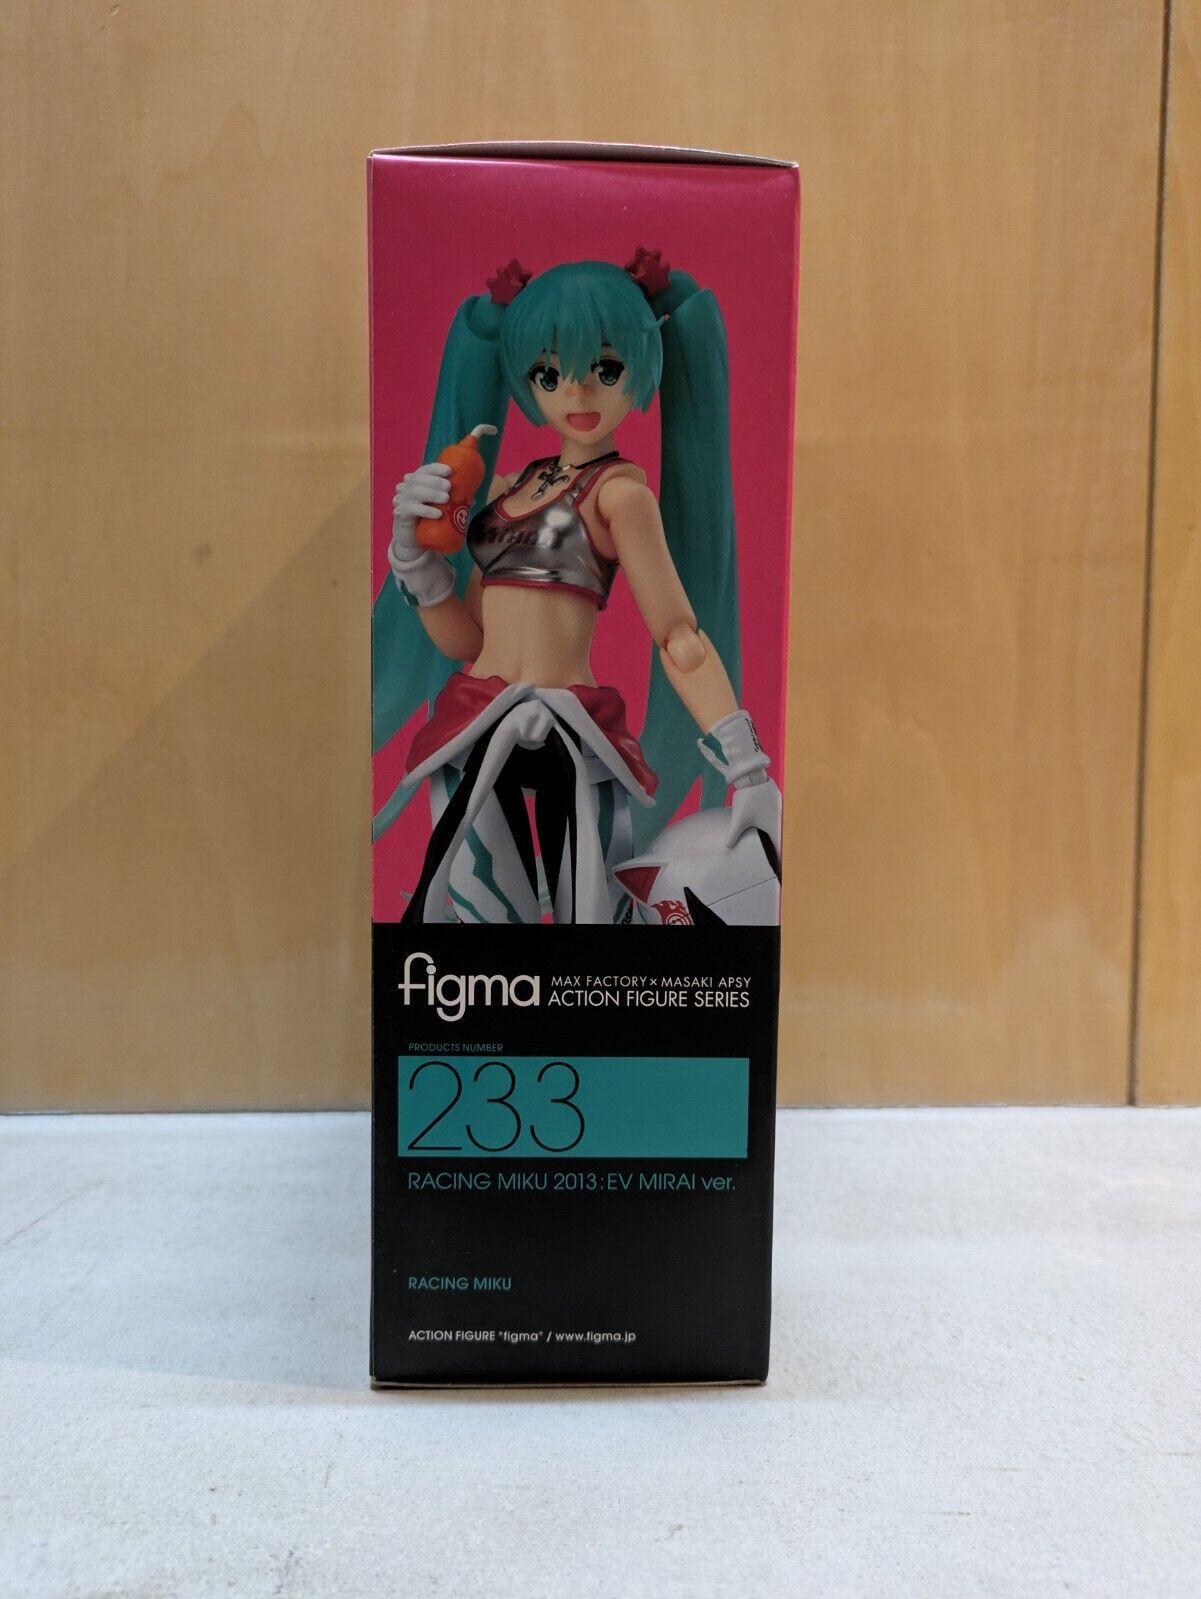 figma
MAX FACTORY × MASAKI APSY
ACTION FIGURE SERIES
PRODUCTS NUMBER
233
RACING MIKU 2013:EV MIRAI ver.
RACING MIKU
ACTION FIGURE "figma" / www.figma.jp